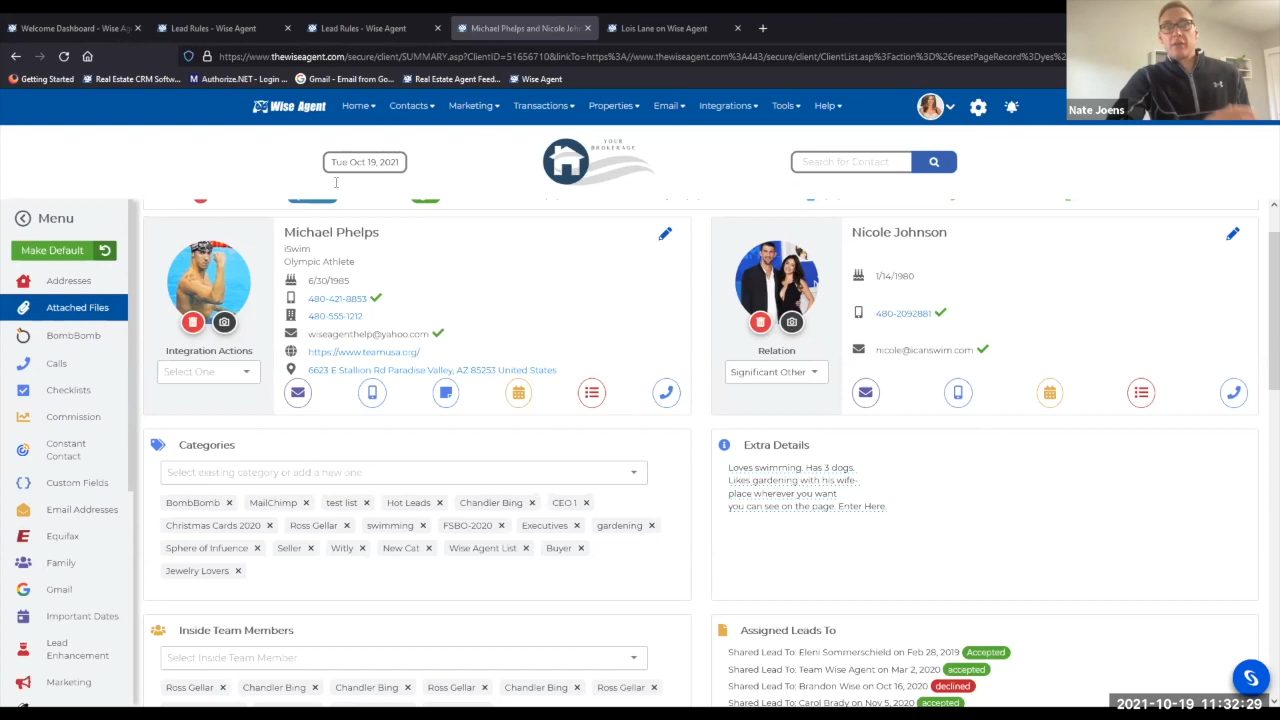 Welcome Dashboard - Wise A
Lead Rules - Wise Agent
Lead Rules - Wise Agent
Michael Phelps and Nicole Joh
Lois Lane on Wise Agent
https://www.thewiseagent.com/secure/client/SUMMARY.asp?ClientID=51656710&linkTo=https%3A//www.thewiseagent.com%3A443/secure/client/ClientList.asp%3Faction%3D%26resetPageRecord%3Dyes
Getting Started
Real Estate CRM Softw...
Authorize.NET - Login ...
Gmail - Email from Go...
Real Estate Agent Feed...
Wise Agent
Nate Joens
Wise Agent
Home
Contacts
Marketing
Transactions
Properties
Email
Integrations
Tools
Help
Tue Oct 19, 2021
YOUR
BROKERAGE
Search for Contact
Menu
Make Default
Addresses
Attached Files
BombBomb
Calls
Checklists
Commission
Constant
Contact
Custom Fields
Email Addresses
Equifax
Family
Gmail
Important Dates
Lead
Enhancement
Marketing
Michael Phelps
iSwim
Olympic Athlete
6/30/1985
480-421-8853
480-555-1212
wiseagenthelp@yahoo.com
https://www.teamusa.org/
6623 E Stallion Rd Paradise Valley, AZ 85253 United States
Integration Actions
Select One
Nicole Johnson
1/14/1980
480-2092881
nicole@icanswim.com
Relation
Significant Other
Categories
Select existing category or add a new one
BombBomb × MailChimp × test list × Hot Leads × Chandler Bing × CEO1 ×
Christmas Cards 2020 × Ross Gellar × swimming × FSBO-2020 × Executives × gardening ×
Sphere of Infuence × Seller × Witly × New Cat × Wise Agent List × Buyer ×
Jewelry Lovers ×
Extra Details
Loves swimming. Has 3 dogs.
Likes gardening with his wife-
place wherever you want
you can see on the page. Enter Here.
Inside Team Members
Select Inside Team Member
Ross Gellar × Chandler Bing × Chandler Bing × Ross Gellar × Chandler Bing × Ross Gellar ×
Assigned Leads To
Shared Lead To: Eleni Sommerschield on Feb 28, 2019 Accepted
Shared Lead To: Team Wise Agent on Mar 2, 2020 accepted
Shared Lead To: Brandon Wise on Oct 16, 2020 declined
Shared Lead To: Carol Brady on Nov 5, 2020 accepted
2021-10-19 11:32:29